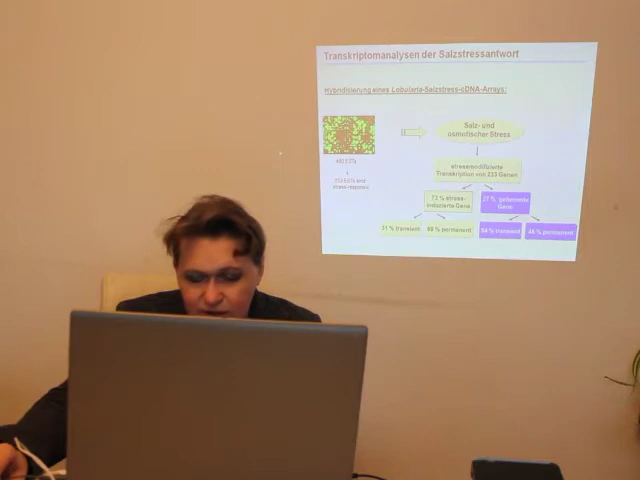 Transkriptomanalysen der Salzstressantwort
Hybridisierung eines Lobularia-Salzstress-cDNA-Arrays:
Salz- und
osmotischer Stress
stressmodifizierte
Transkription von 233 Genen
73 % stress-
induzierte Gene
27 % gehemmte
Gene
31 % transient
69 % permanent
54 % transient
46 % permanent